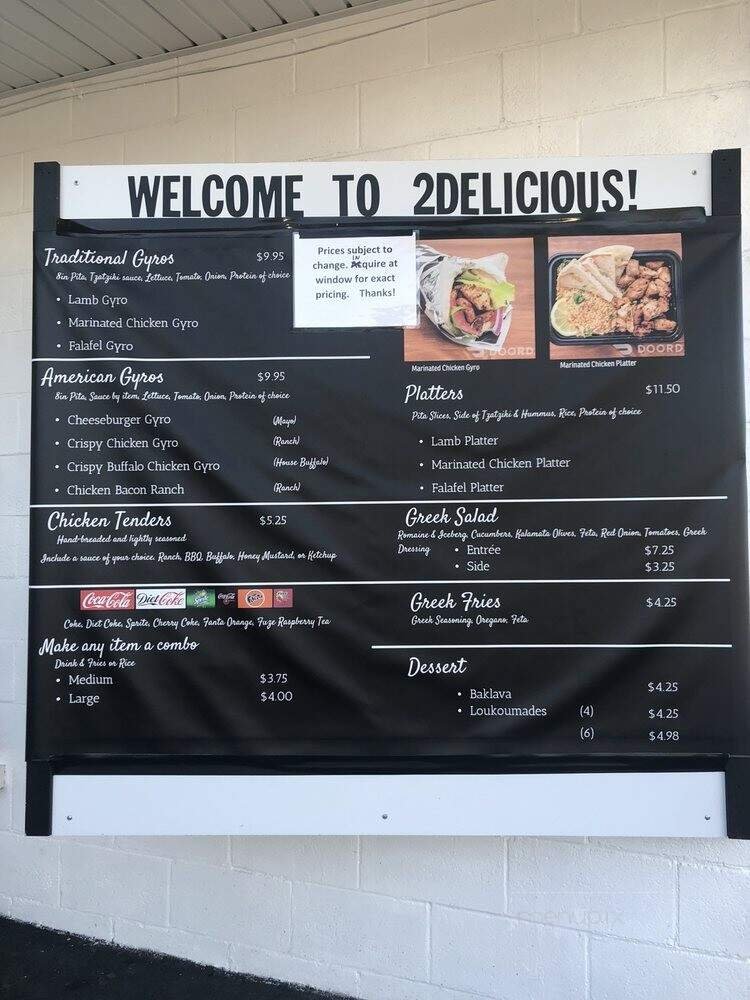 WELCOME TO 2DELICIOUS!
Prices subject to
change. Acquire at
IN
window for exact
pricing. Thanks!
Traditional Gyros $9.95
8in Pita, Tzatziki sauce, Lettuce, Tomato, Onion, Protein of choice
• Lamb Gyro
• Marinated Chicken Gyro
• Falafel Gyro
American Gyros $9.95
8in Pita, Sauce by item, Lettuce, Tomato, Onion, Protein of choice
• Cheeseburger Gyro (Mayo)
• Crispy Chicken Gyro (Ranch)
• Crispy Buffalo Chicken Gyro (House Buffalo)
• Chicken Bacon Ranch (Ranch)
Chicken Tenders $5.25
Hand-breaded and lightly seasoned
Include a sauce of your choice, Ranch, BBQ, Buffalo, Honey Mustard, or Ketchup
Coca-Cola Diet Coke Sprite
Coke, Diet Coke, Sprite, Cherry Coke, Fanta Orange, Fuze Raspberry Tea
Make any item a combo
Drink & Fries or Rice
• Medium $3.75
• Large $4.00
DOORD
DOORD
Marinated Chicken Gyro
Marinated Chicken Platter
Platters $11.50
Pita Slices, Side of Tzatziki & Hummus, Rice, Protein of choice
• Lamb Platter
• Marinated Chicken Platter
• Falafel Platter
Greek Salad
Romaine & Iceberg, Cucumbers, Kalamata Olives, Feta, Red Onion, Tomatoes, Greek
Dressing • Entrée $7.25
• Side $3.25
Greek Fries $4.25
Greek Seasoning, Oregano, Feta
Dessert
• Baklava $4.25
• Loukoumades (4) $4.25
(6) $4.98